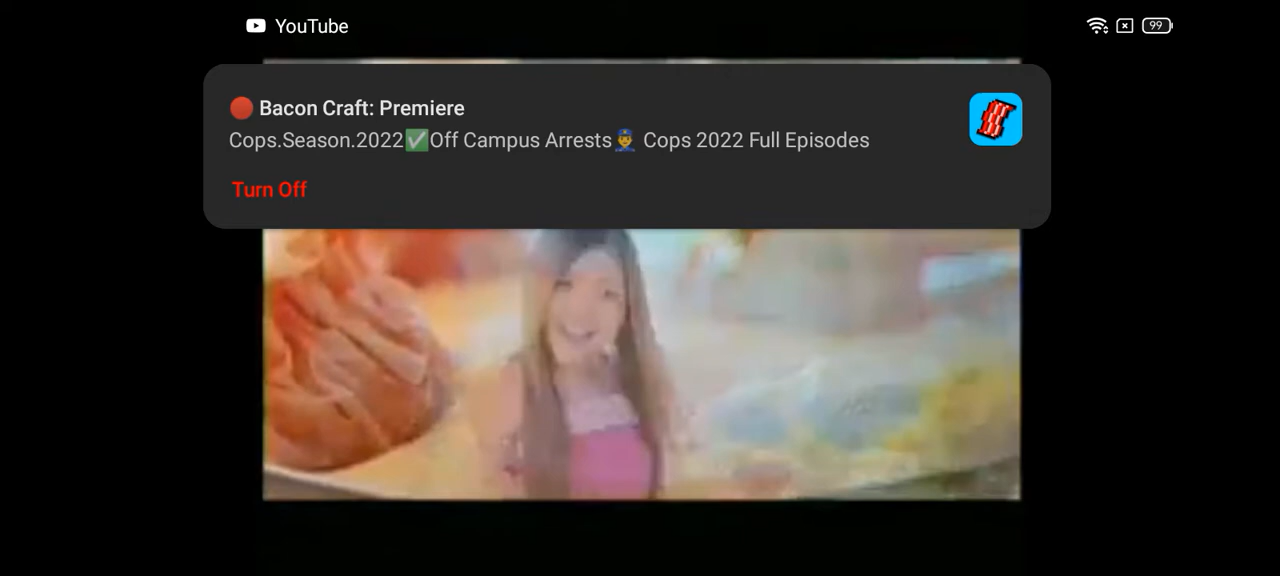 YouTube
99
🔴 Bacon Craft: Premiere
Cops.Season.2022✅Off Campus Arrests👮 Cops 2022 Full Episodes
Turn Off